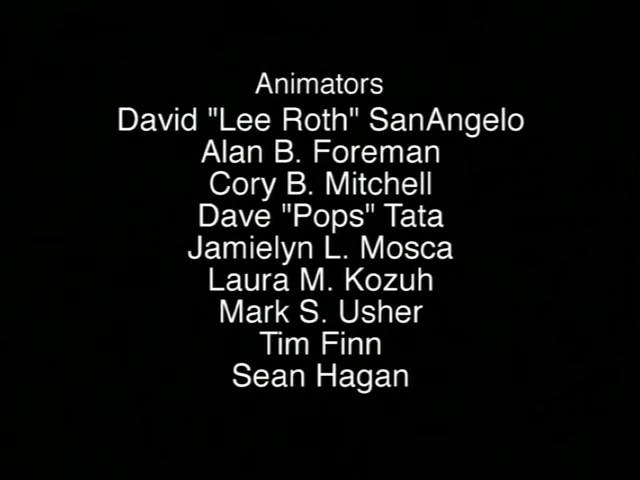 Animators
David "Lee Roth" SanAngelo
Alan B. Foreman
Cory B. Mitchell
Dave "Pops" Tata
Jamielyn L. Mosca
Laura M. Kozuh
Mark S. Usher
Tim Finn
Sean Hagan